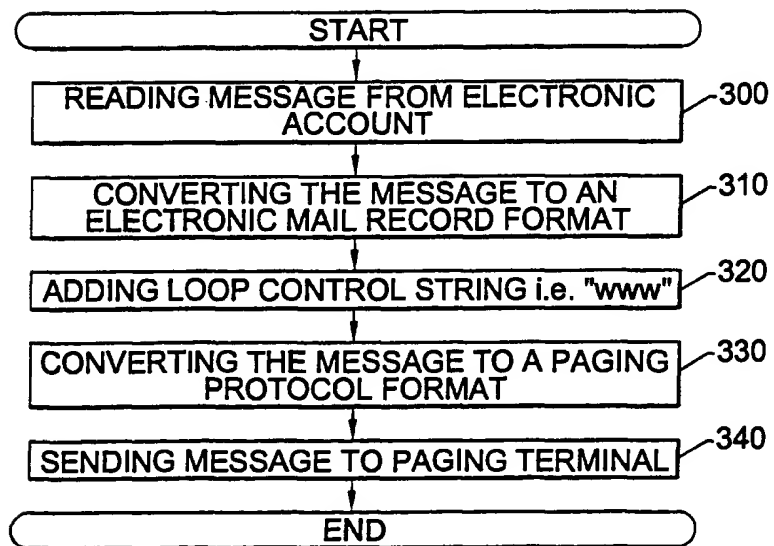 START
READING MESSAGE FROM ELECTRONIC
ACCOUNT
300
CONVERTING THE MESSAGE TO AN
ELECTRONIC MAIL RECORD FORMAT
310
ADDING LOOP CONTROL STRING i.e. "www"
320
CONVERTING THE MESSAGE TO A PAGING
PROTOCOL FORMAT
330
SENDING MESSAGE TO PAGING TERMINAL
340
END